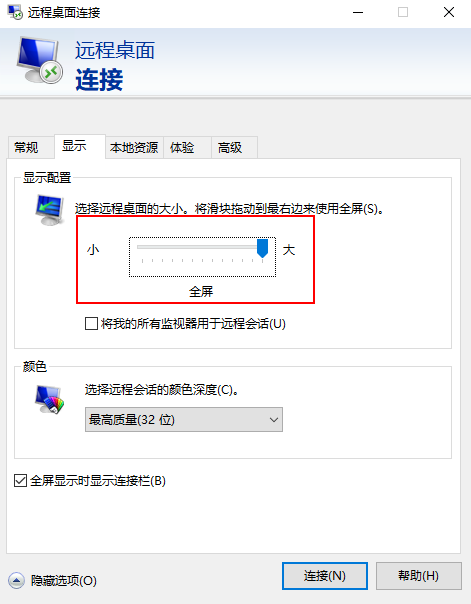 远程桌面连接
远程桌面
连接
常规 显示 本地资源 体验 高级
显示配置
选择远程桌面的大小。将滑块拖动到最右边来使用全屏(S)。
小 大
全屏
将我的所有监视器用于远程会话(U)
颜色
选择远程会话的颜色深度(C)。
最高质量(32 位)
全屏显示时显示连接栏(B)
隐藏选项(O) 连接(N) 帮助(H)